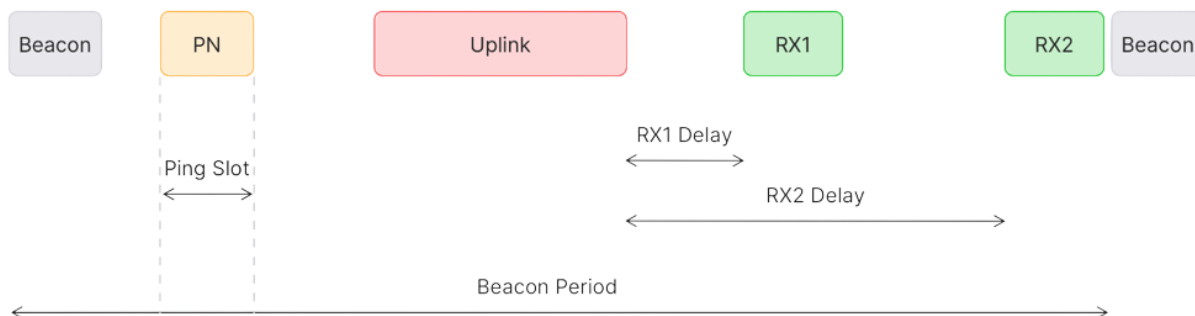 Beacon
PN
Uplink
RX1
RX2
Beacon
RX1 Delay
Ping Slot
RX2 Delay
Beacon Period